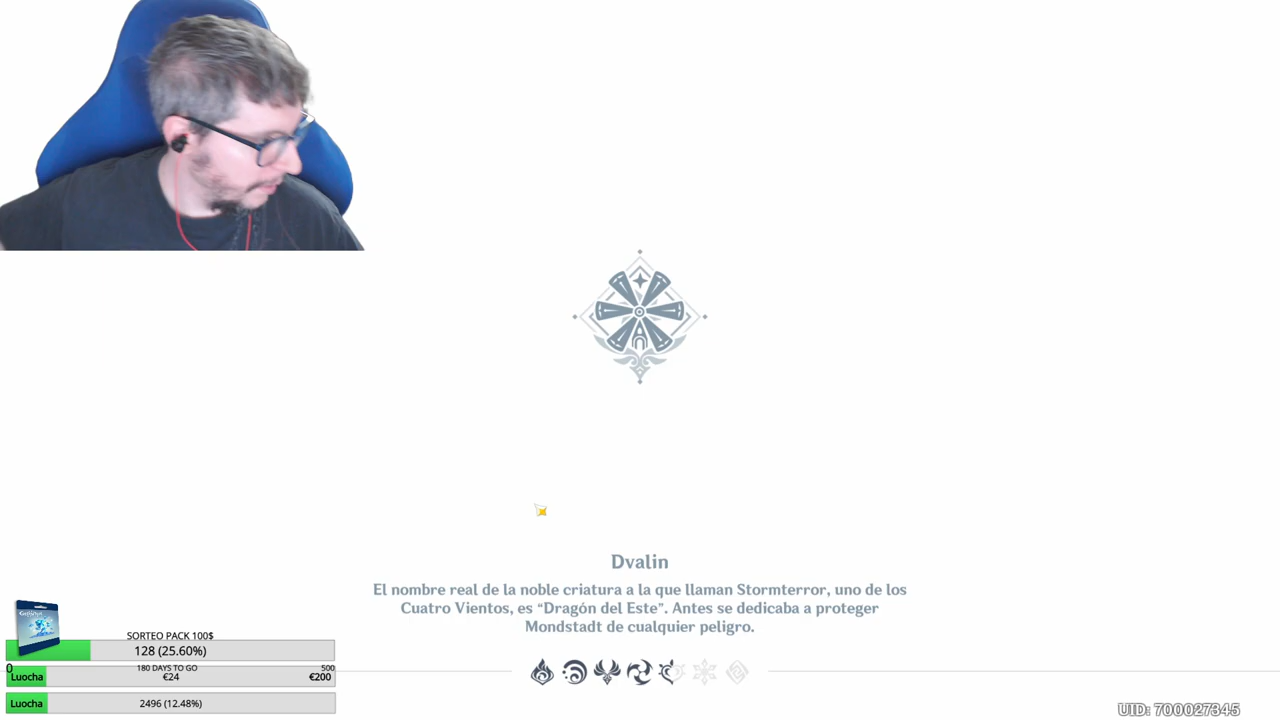 Dvalin
El nombre real de la noble criatura a la que llaman Stormterror, uno de los
Cuatro Vientos, es “Dragón del Este”. Antes se dedicaba a proteger
Mondstadt de cualquier peligro.
SORTEO PACK 100$
128 (25.60%)
0
180 DAYS TO GO
500
Luocha
€24
€200
Luocha
2496 (12.48%)
UID: 700027345